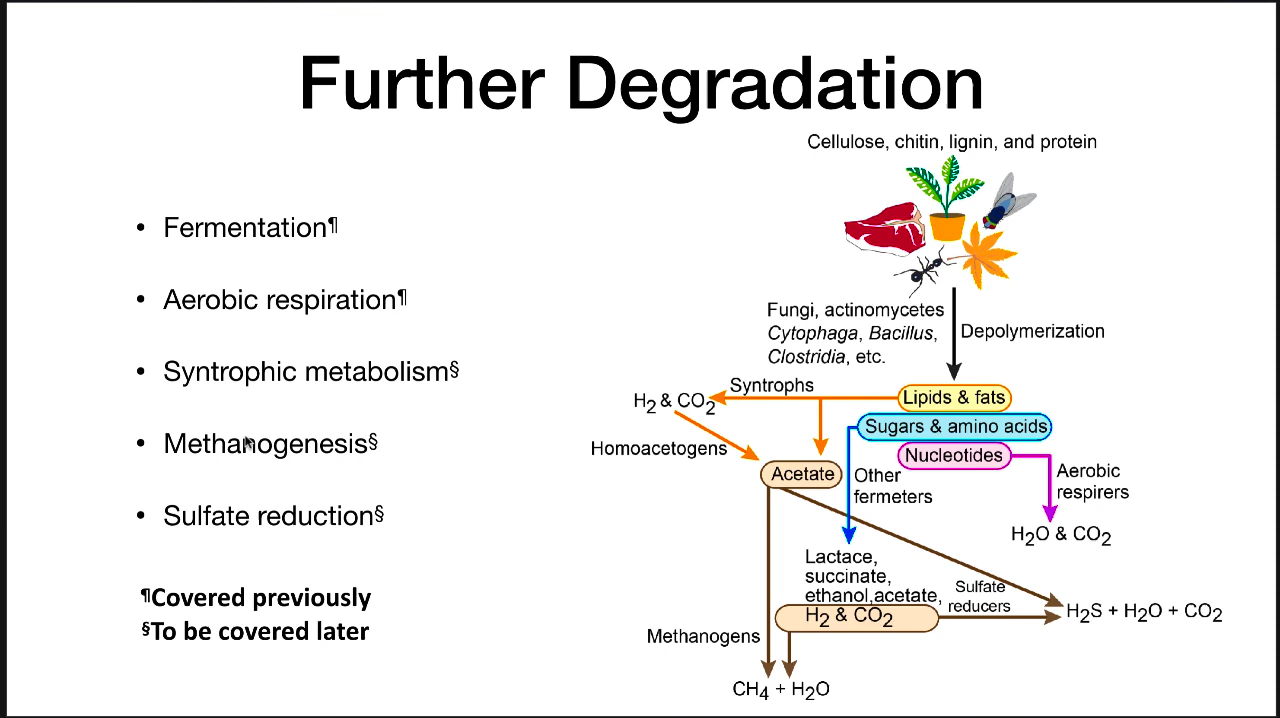 Further Degradation
• Fermentation¶
• Aerobic respiration¶
• Syntrophic metabolism§
• Methanogenesis§
• Sulfate reduction§
¶Covered previously
§To be covered later
Cellulose, chitin, lignin, and protein
Fungi, actinomycetes
Cytophaga, Bacillus,
Clostridia, etc.
Depolymerization
Syntrophs
Lipids & fats
H2 & CO2
Sugars & amino acids
Homoacetogens
Nucleotides
Acetate
Other
fermeters
Aerobic
respirers
H2O & CO2
Lactace,
succinate,
ethanol,acetate,
H2 & CO2
Sulfate
reducers
H2S + H2O + CO2
Methanogens
CH4 + H2O